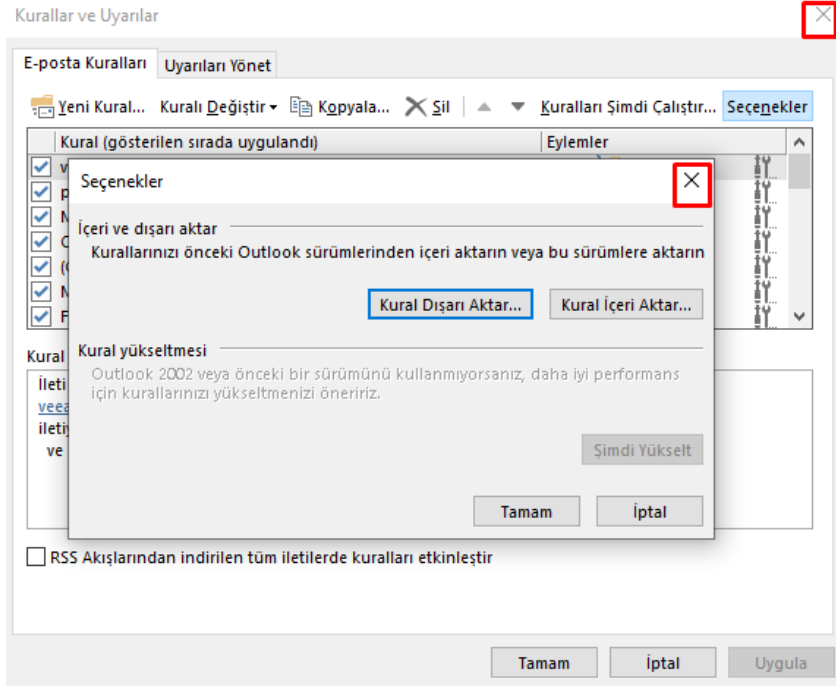 Kurallar ve Uyarılar
E-posta Kuralları Uyarıları Yönet
Yeni Kural... Kuralı Değiştir Kopyala... Sil Kuralları Şimdi Çalıştır... Seçenekler
Kural (gösterilen sırada uygulandı) Eylemler
Seçenekler
İçeri ve dışarı aktar
Kurallarınızı önceki Outlook sürümlerinden içeri aktarın veya bu sürümlere aktarın
Kural Dışarı Aktar... Kural İçeri Aktar...
Kural
Kural yükseltmesi
Outlook 2002 veya önceki bir sürümünü kullanmıyorsanız, daha iyi performans
için kurallarınızı yükseltmenizi öneririz.
İleti
veea
iletiy
ve
Şimdi Yükselt
Tamam İptal
RSS Akışlarından indirilen tüm iletilerde kuralları etkinleştir
Tamam İptal Uygula